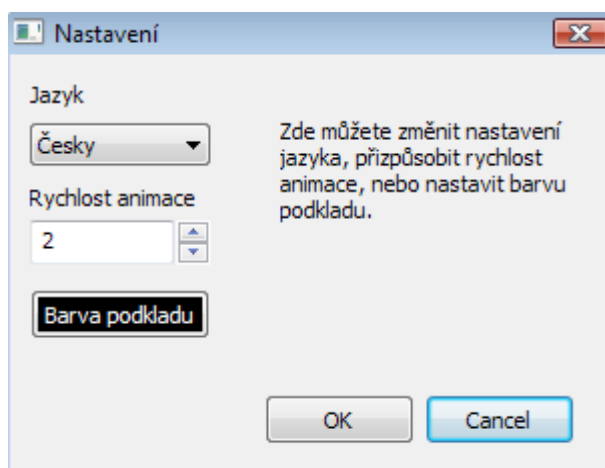 Nastavení
Jazyk
Česky
Rychlost animace
2
Barva podkladu
Zde můžete změnit nastavení
jazyka, přizpůsobit rychlost
animace, nebo nastavit barvu
podkladu.
OK
Cancel